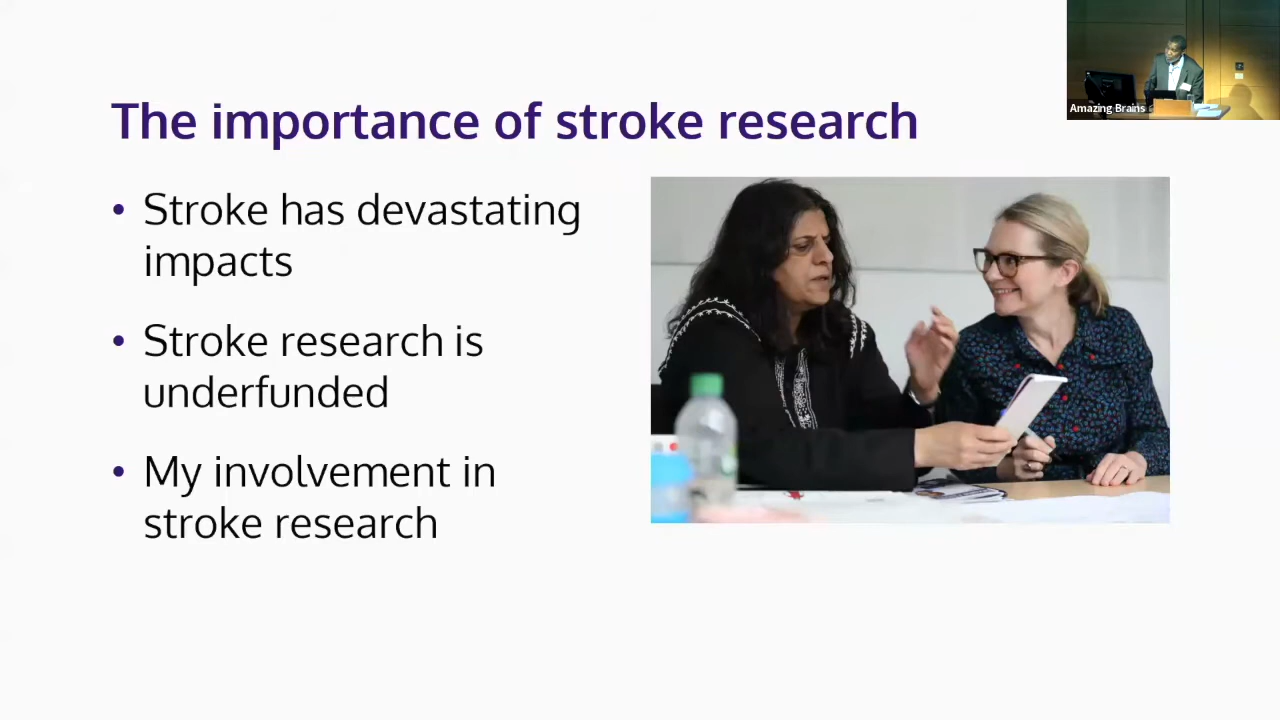 The importance of stroke research
• Stroke has devastating
impacts
• Stroke research is
underfunded
• My involvement in
stroke research
Amazing Brains